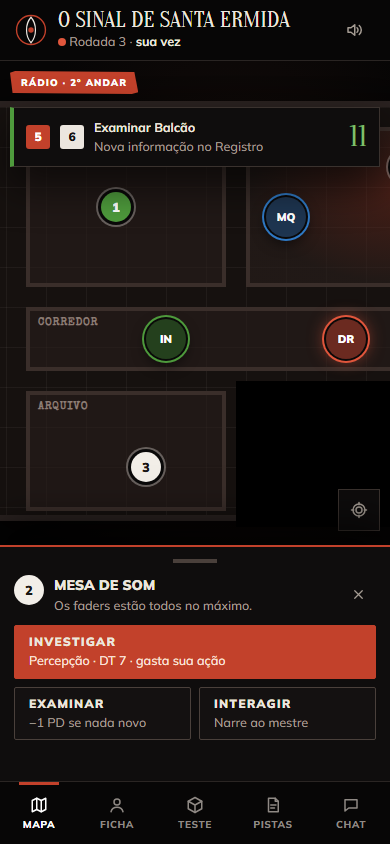 O SINAL DE SANTA ERMIDA
Rodada 3 · sua vez
RÁDIO · 2º ANDAR
5 6 Examinar Balcão 11
Nova informação no Registro
1
MQ
CORREDOR
IN
DR
ARQUIVO
3
2 MESA DE SOM
Os faders estão todos no máximo.
INVESTIGAR
Percepção · DT 7 · gasta sua ação
EXAMINAR
−1 PD se nada novo
INTERAGIR
Narre ao mestre
MAPA
FICHA
TESTE
PISTAS
CHAT